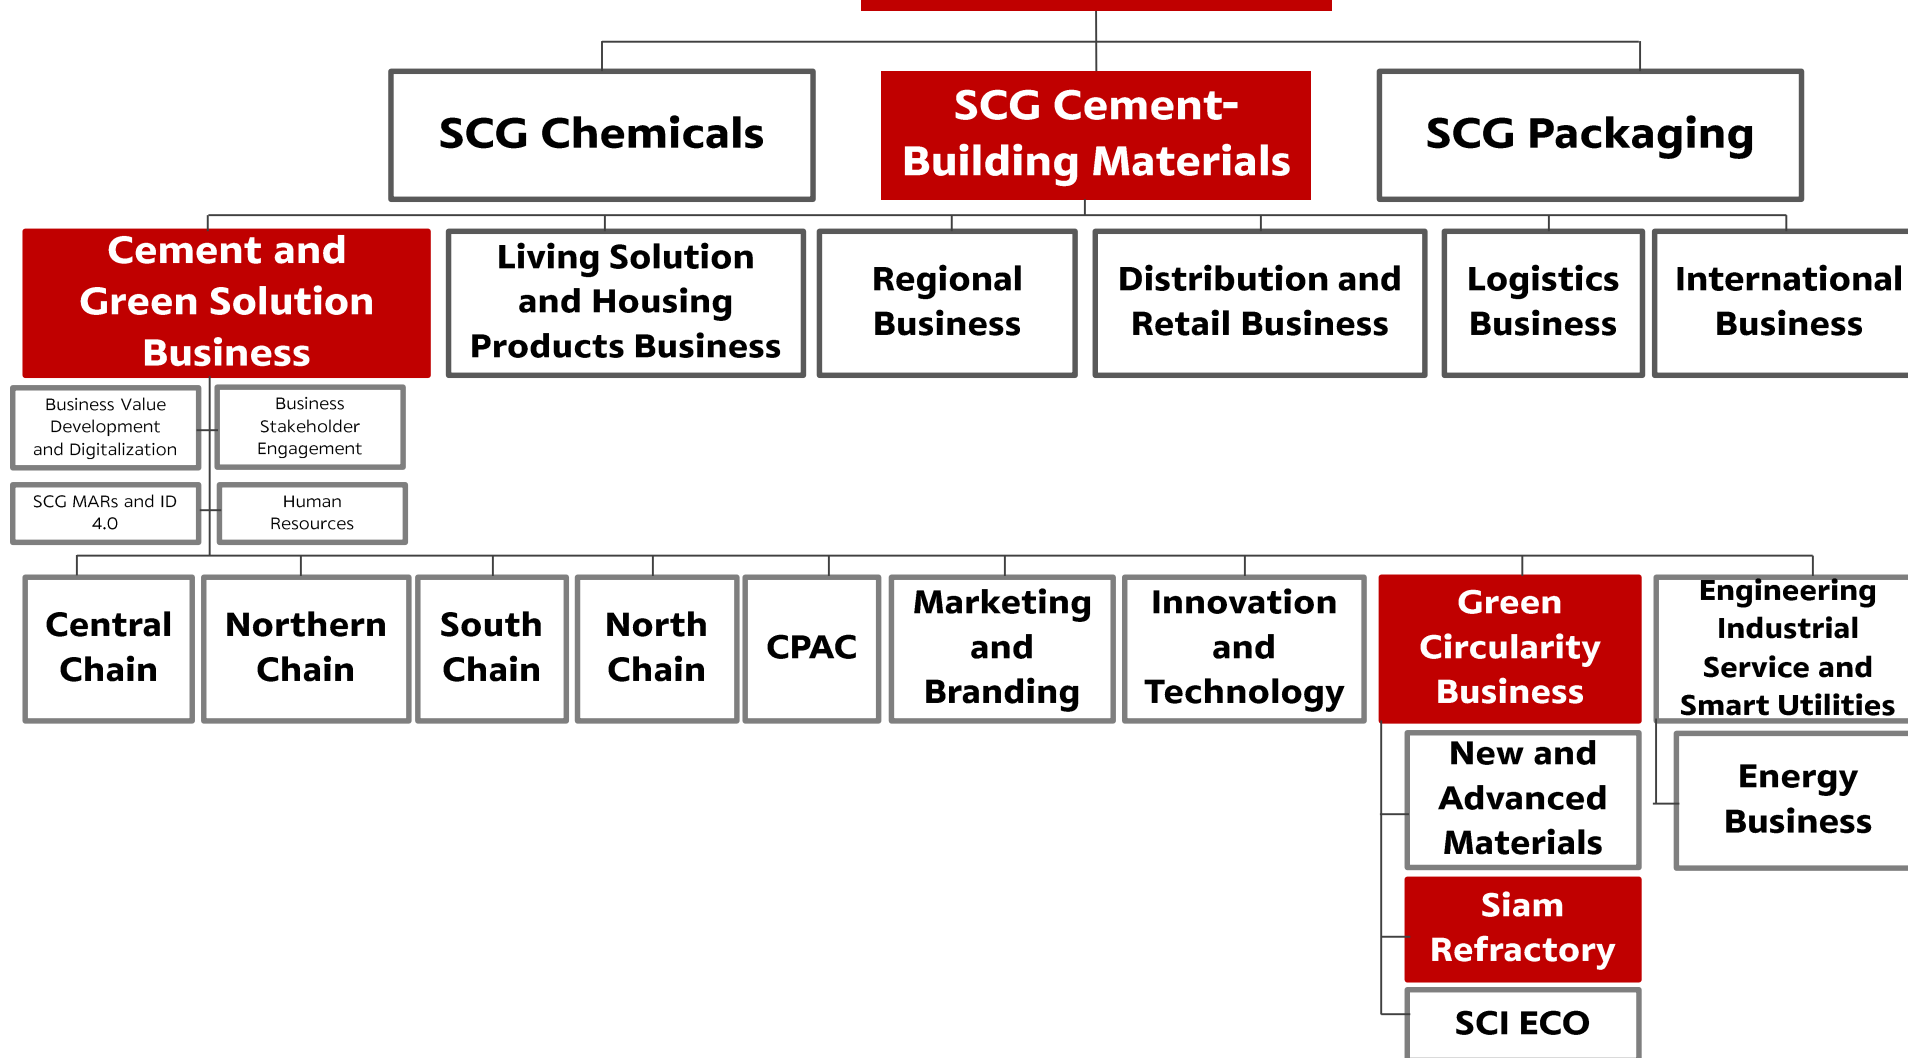 SCG Chemicals
SCG Cement-
Building Materials
SCG Packaging
Cement and
Green Solution
Business
Living Solution
and Housing
Products Business
Regional
Business
Distribution and
Retail Business
Logistics
Business
International
Business
Business Value
Development
and Digitalization
Business
Stakeholder
Engagement
SCG MARs and ID
4.0
Human
Resources
Central
Chain
Northern
Chain
South
Chain
North
Chain
CPAC
Marketing
and
Branding
Innovation
and
Technology
Green
Circularity
Business
Engineering
Industrial
Service and
Smart Utilities
New and
Advanced
Materials
Energy
Business
Siam
Refractory
SCI ECO